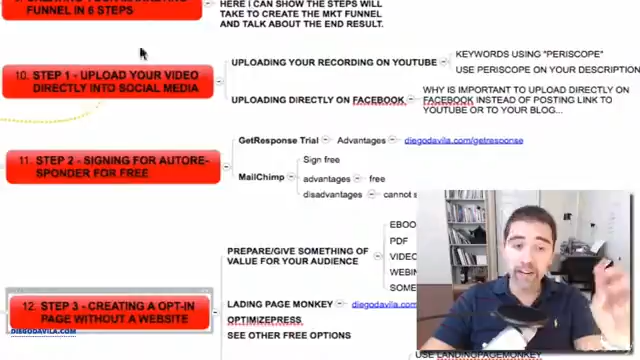 FUNNEL IN 6 STEPS
HERE I CAN SHOW THE STEPS WILL
TAKE TO CREATE THE MKT FUNNEL
AND TALK ABOUT THE END RESULT.
10. STEP 1 - UPLOAD YOUR VIDEO
DIRECTLY INTO SOCIAL MEDIA
UPLOADING YOUR RECORDING ON YOUTUBE
KEYWORDS USING "PERISCOPE"
USE PERISCOPE ON YOUR DESCRIPTION
UPLOADING DIRECTLY ON FACEBOOK
WHY IS IMPORTANT TO UPLOAD DIRECTLY ON
FACEBOOK INSTEAD OF POSTING LINK TO
YOUTUBE OR TO YOUR BLOG...
11. STEP 2 - SIGNING FOR AUTORE-
SPONDER FOR FREE
GetResponse Trial
Advantages
diegodavila.com/getresponse
MailChimp
Sign free
advantages
free
disadvantages
cannot s
12. STEP 3 - CREATING A OPT-IN
PAGE WITHOUT A WEBSITE
DIEGODAVILA.COM
PREPARE/GIVE SOMETHING OF
VALUE FOR YOUR AUDIENCE
EBOO
PDF
VIDEO
WEBIN
SOME
LADING PAGE MONKEY
diegodavila.com
OPTIMIZEPRESS
SEE OTHER FREE OPTIONS
USE LANDINGPAGEMONKEY